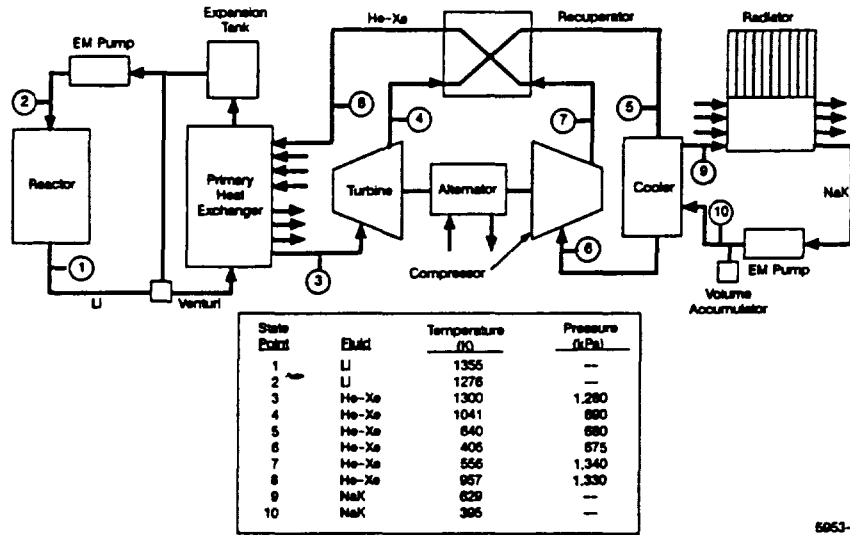 Expansion
Tank
EM Pump
He-Xe
Recuperator
Radiator
2
8
4
7
5
Reactor
Primary
Heat
Exchanger
Turbine
Alternator
Cooler
9
NaK
10
1
3
6
Compressor
EM Pump
Li
Venturi
Volume
Accumulator
State Point Fluid Temperature (K) Pressure (kPa)
1 Li 1355 —
2 Li 1276 —
3 He-Xe 1300 1,280
4 He-Xe 1041 690
5 He-Xe 640 680
6 He-Xe 406 675
7 He-Xe 556 1,340
8 He-Xe 957 1,330
9 NaK 629 —
10 NaK 395 —